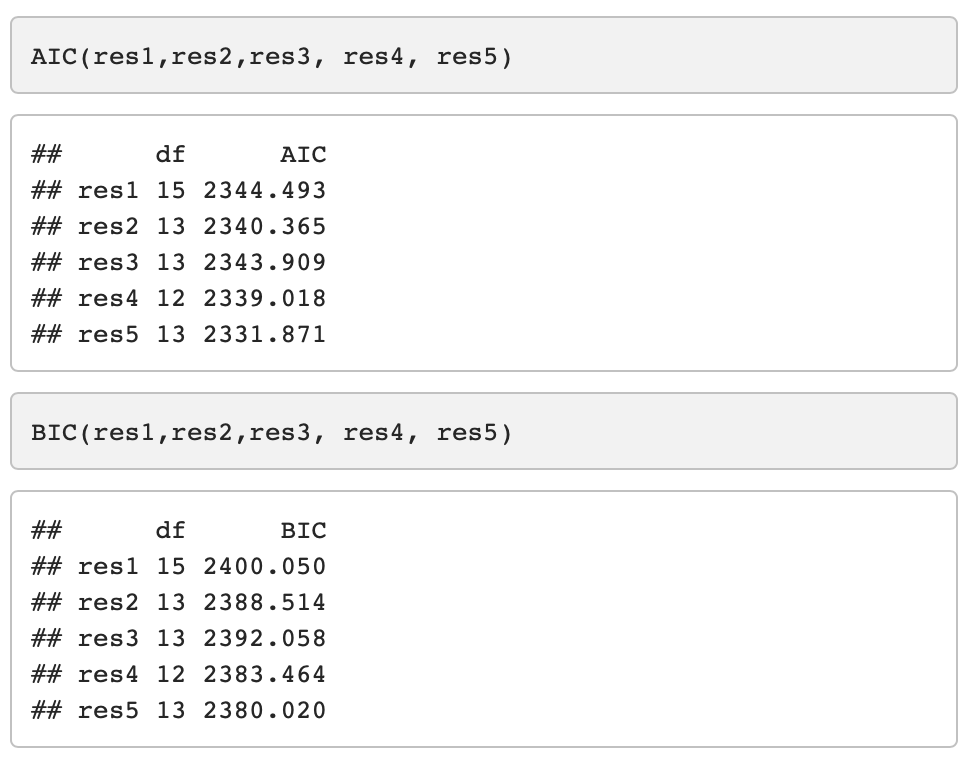 AIC(res1,res2,res3, res4, res5)
##      df      AIC
## res1 15 2344.493
## res2 13 2340.365
## res3 13 2343.909
## res4 12 2339.018
## res5 13 2331.871
BIC(res1,res2,res3, res4, res5)
##      df      BIC
## res1 15 2400.050
## res2 13 2388.514
## res3 13 2392.058
## res4 12 2383.464
## res5 13 2380.020